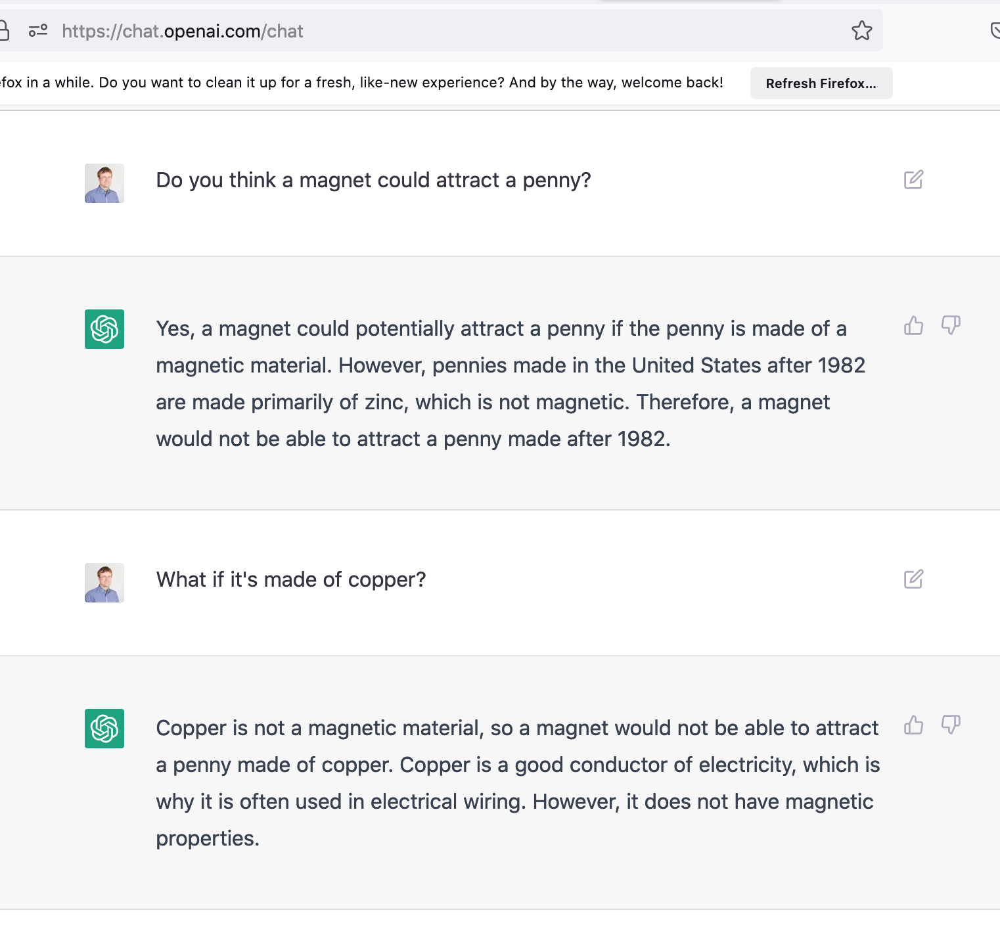 https://chat.openai.com/chat
fox in a while. Do you want to clean it up for a fresh, like-new experience? And by the way, welcome back!
Refresh Firefox...
Do you think a magnet could attract a penny?
Yes, a magnet could potentially attract a penny if the penny is made of a
magnetic material. However, pennies made in the United States after 1982
are made primarily of zinc, which is not magnetic. Therefore, a magnet
would not be able to attract a penny made after 1982.
What if it's made of copper?
Copper is not a magnetic material, so a magnet would not be able to attract
a penny made of copper. Copper is a good conductor of electricity, which is
why it is often used in electrical wiring. However, it does not have magnetic
properties.